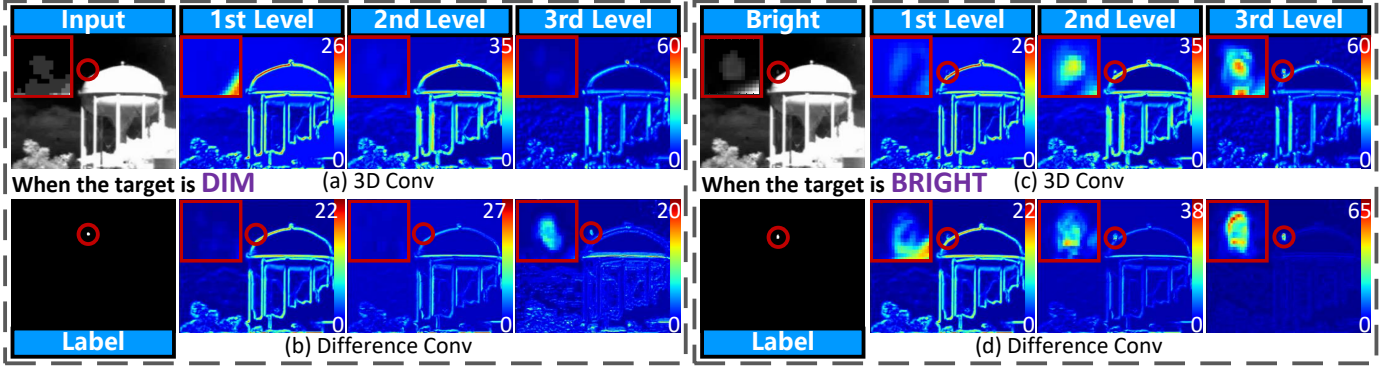 Input 1st Level 2nd Level 3rd Level
26 35 60
0 0 0
When the target is DIM (a) 3D Conv
22 27 20
0 0 0
Label (b) Difference Conv
Bright 1st Level 2nd Level 3rd Level
26 35 60
0 0 0
When the target is BRIGHT (c) 3D Conv
22 38 65
0 0 0
Label (d) Difference Conv